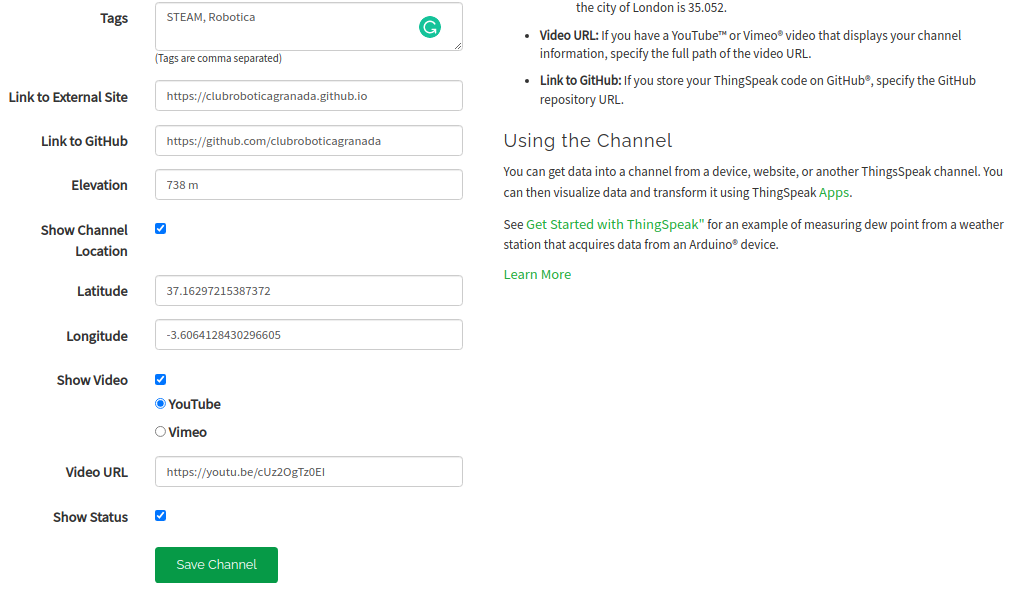 Tags
STEAM, Robotica
(Tags are comma separated)
Link to External Site
https://clubroboticagranada.github.io
Link to GitHub
https://github.com/clubroboticagranada
Elevation
738 m
Show Channel
Location
Latitude
37.16297215387372
Longitude
-3.6064128430296605
Show Video
YouTube
Vimeo
Video URL
https://youtu.be/cUz2OgTz0EI
Show Status
Save Channel
the city of London is 35.052.
• Video URL: If you have a YouTube™ or Vimeo® video that displays your channel
information, specify the full path of the video URL.
• Link to GitHub: If you store your ThingSpeak code on GitHub®, specify the GitHub
repository URL.
Using the Channel
You can get data into a channel from a device, website, or another ThingsSpeak channel. You
can then visualize data and transform it using ThingSpeak Apps.
See Get Started with ThingSpeak" for an example of measuring dew point from a weather
station that acquires data from an Arduino® device.
Learn More